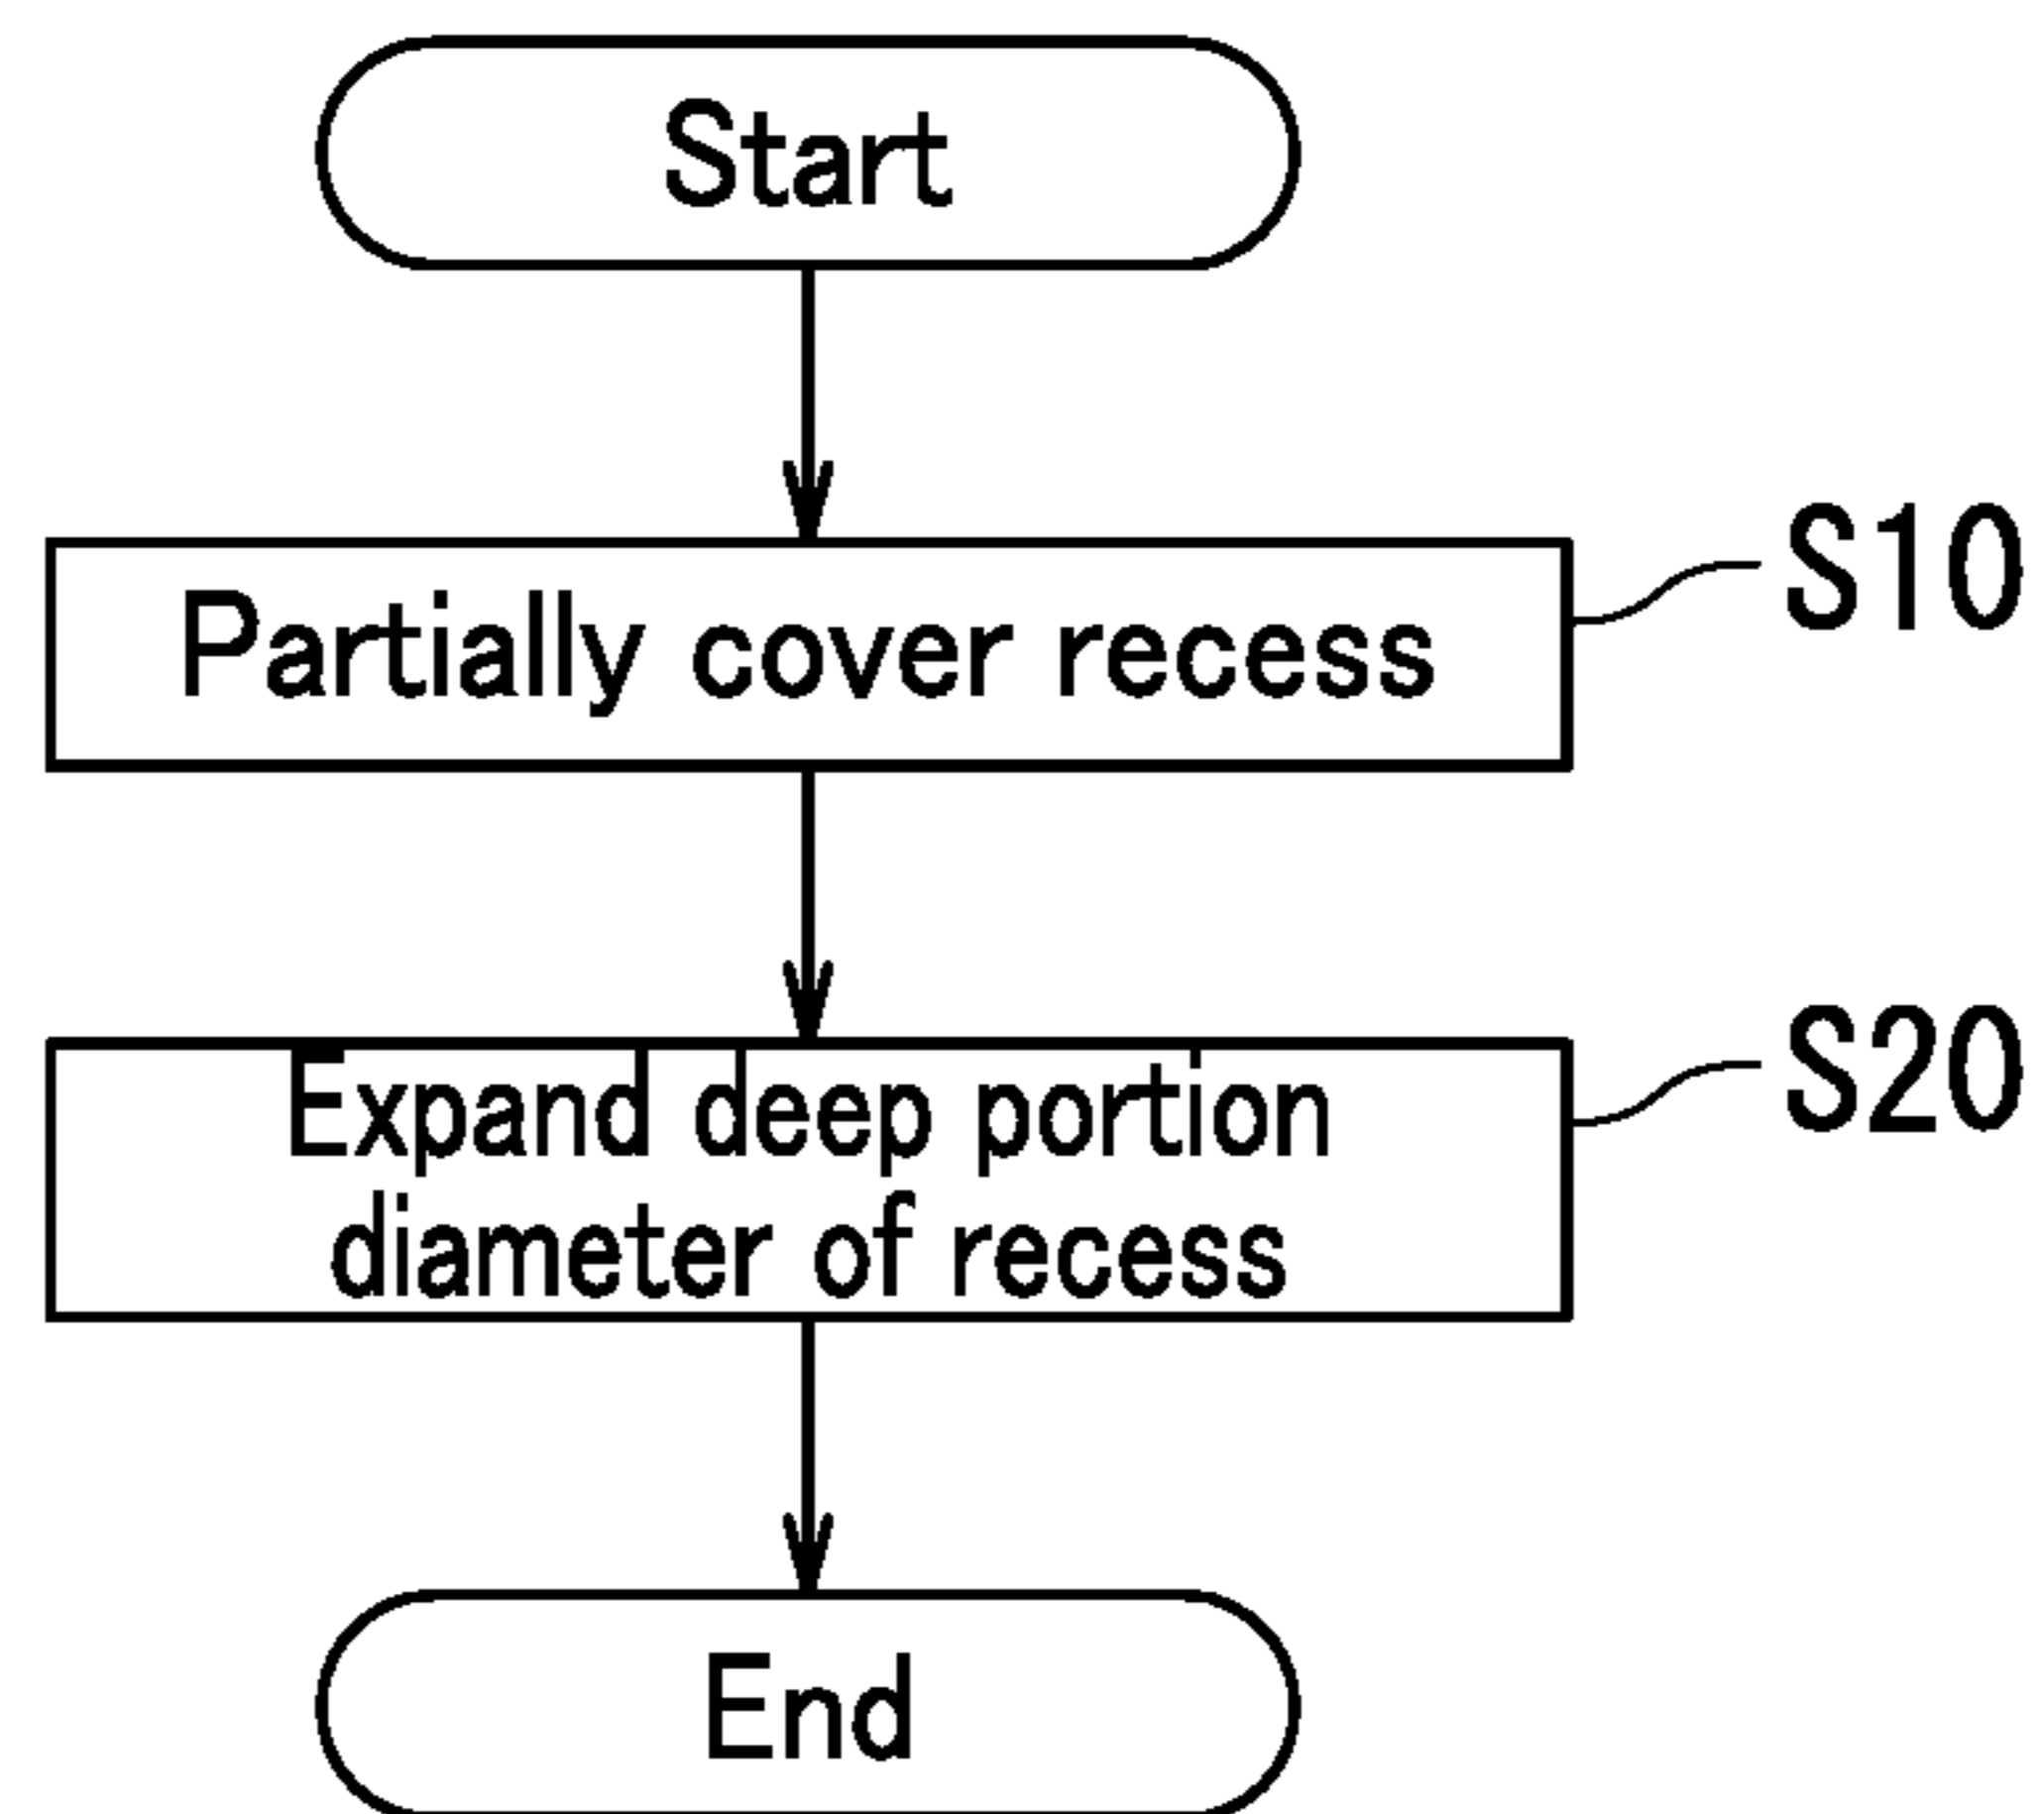 Start
Partially cover recess
S10
Expand deep portion
diameter of recess
S20
End